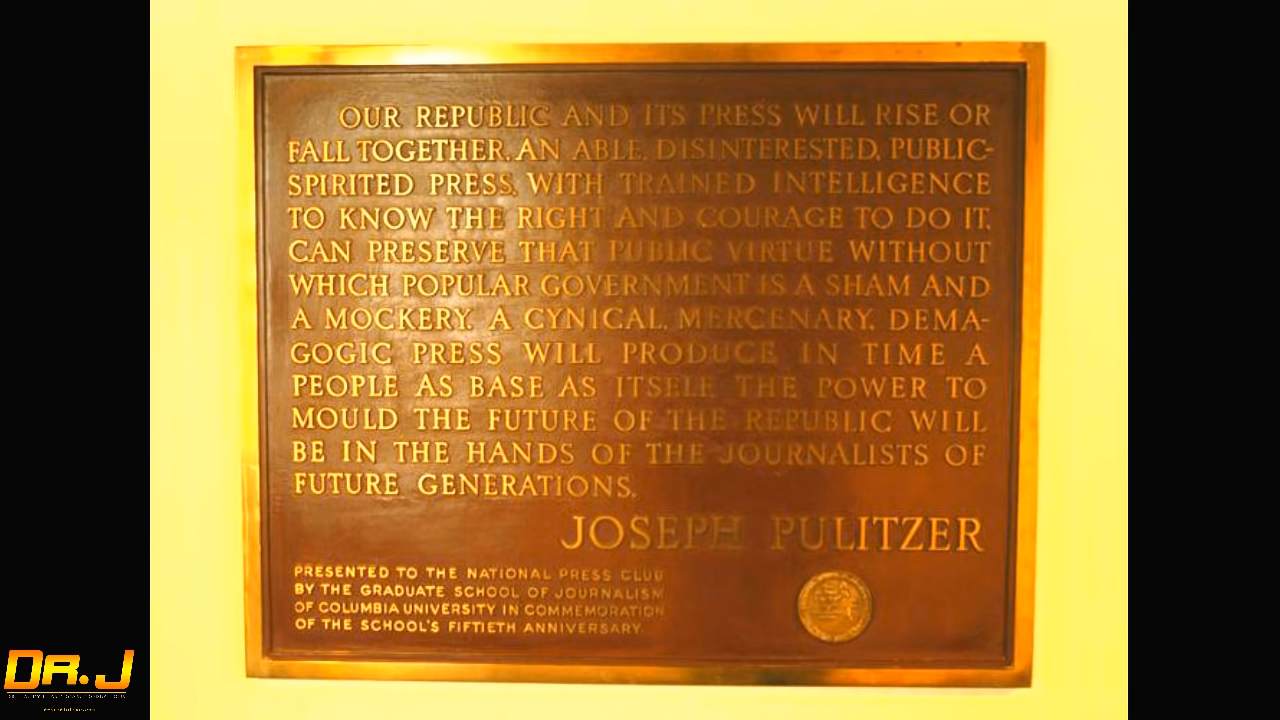 OUR REPUBLIC AND ITS PRESS WILL RISE OR
FALL TOGETHER. AN ABLE, DISINTERESTED, PUBLIC-
SPIRITED PRESS, WITH TRAINED INTELLIGENCE
TO KNOW THE RIGHT AND COURAGE TO DO IT,
CAN PRESERVE THAT PUBLIC VIRTUE WITHOUT
WHICH POPULAR GOVERNMENT IS A SHAM AND
A MOCKERY. A CYNICAL, MERCENARY, DEMA-
GOGIC PRESS WILL PRODUCE IN TIME A
PEOPLE AS BASE AS ITSELF. THE POWER TO
MOULD THE FUTURE OF THE REPUBLIC WILL
BE IN THE HANDS OF THE JOURNALISTS OF
FUTURE GENERATIONS.
JOSEPH PULITZER
PRESENTED TO THE NATIONAL PRESS CLUB
BY THE GRADUATE SCHOOL OF JOURNALISM
OF COLUMBIA UNIVERSITY IN COMMEMORATION
OF THE SCHOOL'S FIFTIETH ANNIVERSARY.
DR. J